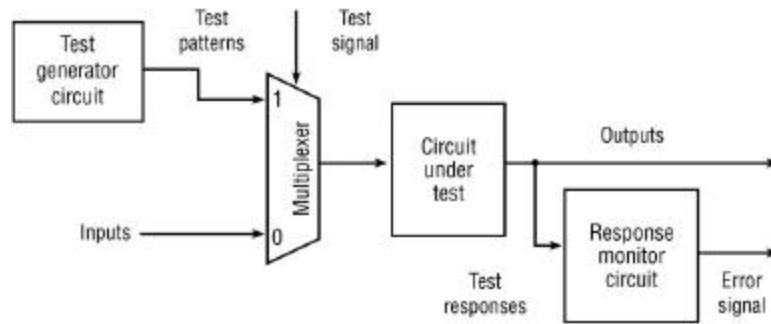 Test
generator
circuit
Test
patterns
Test
signal
1
Multiplexer
0
Inputs
Circuit
under
test
Outputs
Response
monitor
circuit
Test
responses
Error
signal